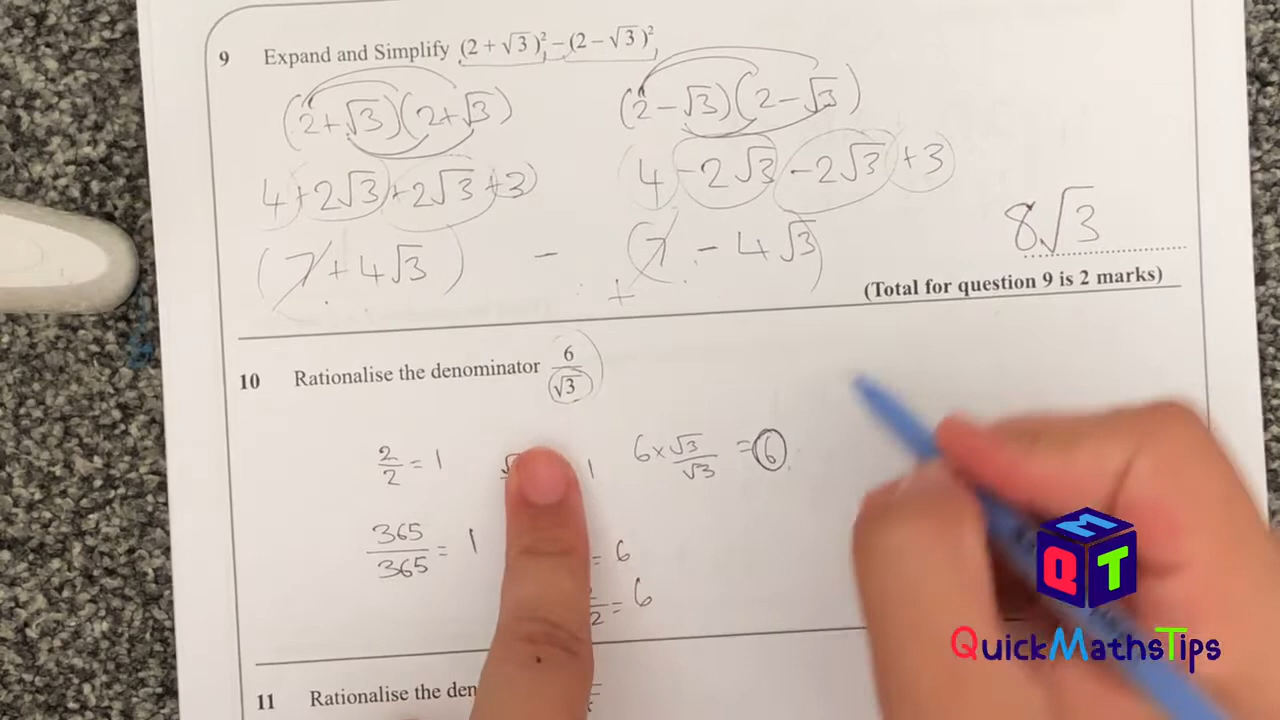 9 Expand and Simplify (2 + √3)² − (2 − √3)²
(2+√3)(2+√3) (2−√3)(2−√3)
4+2√3+2√3+3) 4−2√3−2√3+3
(7+4√3) − (7−4√3)
+
8√3
(Total for question 9 is 2 marks)
10 Rationalise the denominator 6/√3
2/2 = 1 1 6×√3/√3 = 6
365/365 = 1 = 6
= 6
11 Rationalise the den
QMT
QuickMathsTips